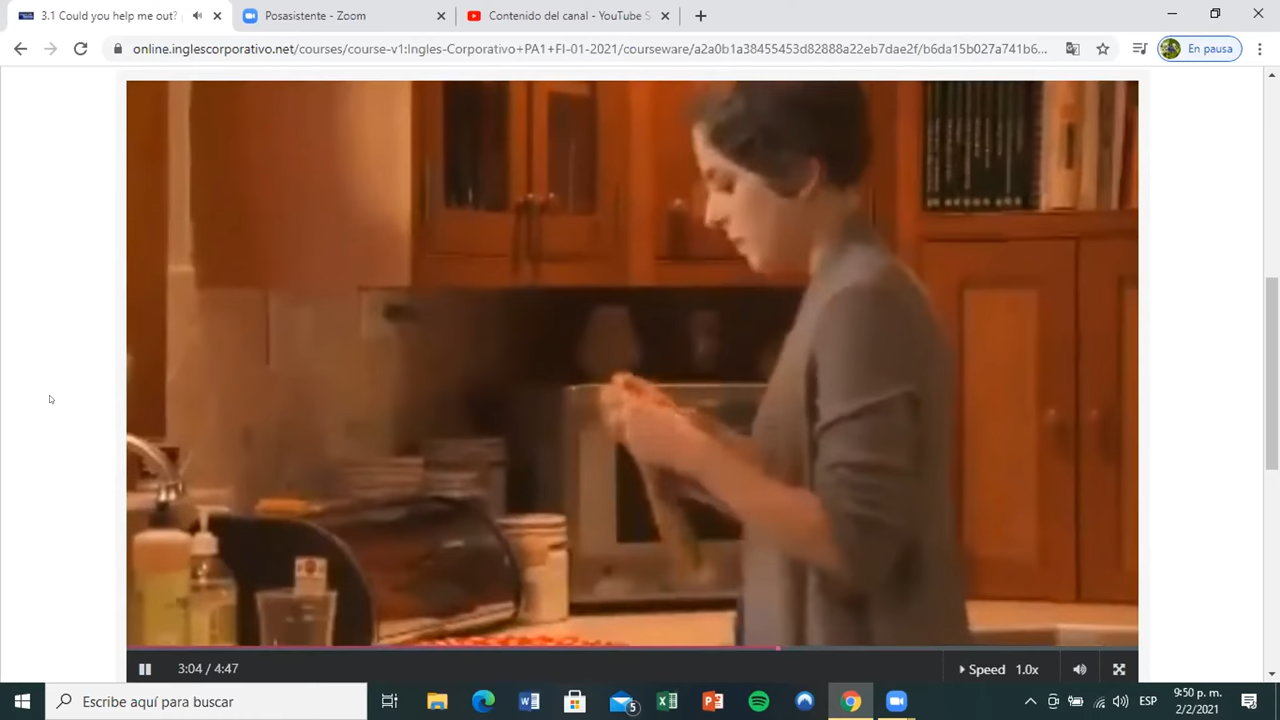 3.1 Could you help me out?
Posasistente - Zoom
Contenido del canal - YouTube S
online.inglescorporativo.net/courses/course-v1:Ingles-Corporativo+PA1+FI-01-2021/courseware/a2a0b1a38455453d82888a22eb7dae2f/b6da15b027a741b6...
En pausa
3:04 / 4:47
Speed 1.0x
Escribe aquí para buscar
5
ESP
9:50 p. m.
2/2/2021